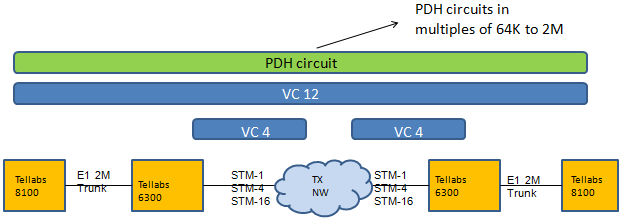 PDH circuits in
multiples of 64K to 2M
PDH circuit
VC 12
VC 4
VC 4
Tellabs
8100
E1 2M
Trunk
Tellabs
6300
STM-1
STM-4
STM-16
TX
NW
STM-1
STM-4
STM-16
Tellabs
6300
E1 2M
Trunk
Tellabs
8100